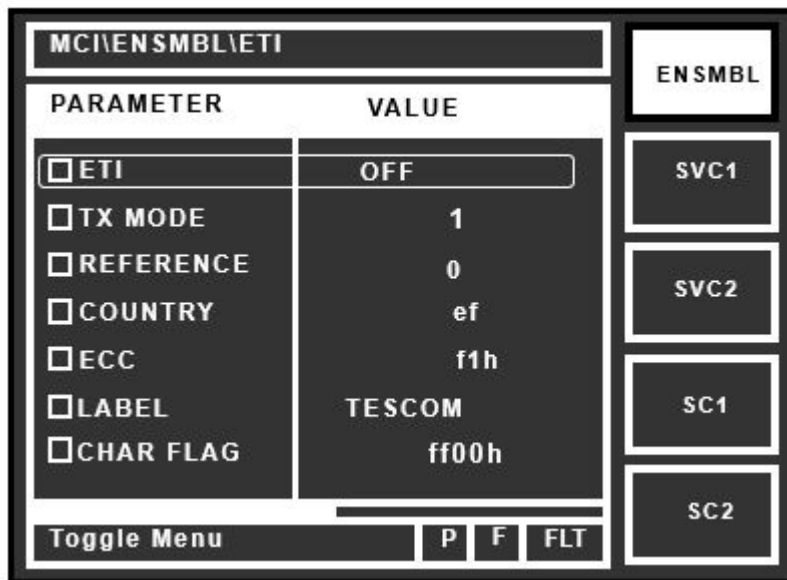 MCI\ENSMBL\ETI
PARAMETER VALUE
ETI OFF
TX MODE 1
REFERENCE 0
COUNTRY ef
ECC f1h
LABEL TESCOM
CHAR FLAG ff00h
Toggle Menu P F FLT
ENSMBL
SVC1
SVC2
SC1
SC2